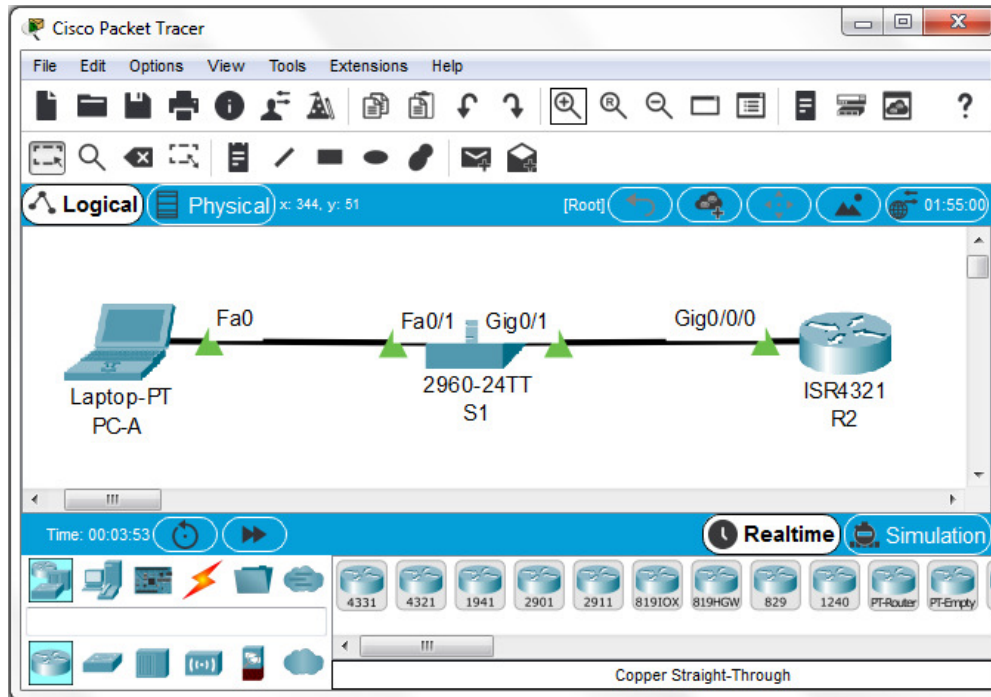 Cisco Packet Tracer
File Edit Options View Tools Extensions Help
Logical Physical x: 344, y: 51 [Root] 01:55:00
Fa0 Fa0/1 Gig0/1 Gig0/0/0
Laptop-PT
PC-A
2960-24TT
S1
ISR4321
R2
Time: 00:03:53 Realtime Simulation
4331 4321 1941 2901 2911 819IOX 819HGW 829 1240 PT-Router PT-Empty
Copper Straight-Through